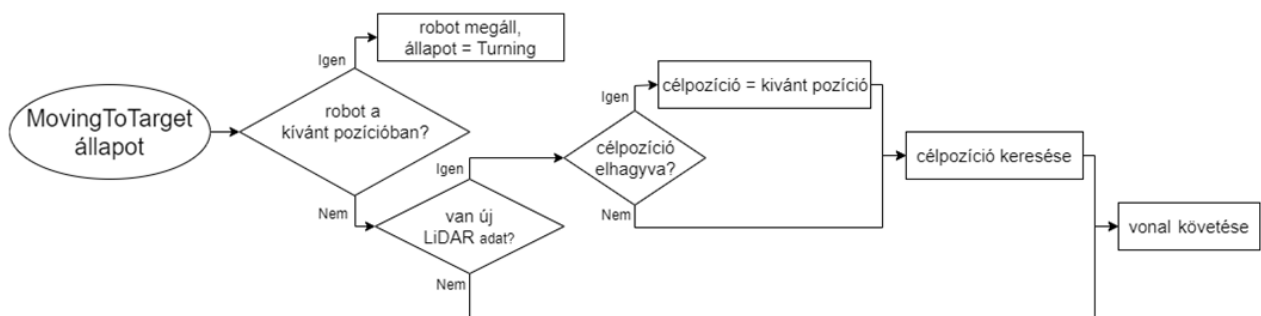 robot megáll,
állapot = Turning
Igen
MovingToTarget
állapot
robot a
kívánt pozícióban?
Nem
Igen
van új
LiDAR adat?
Nem
Igen
célpozíció = kivánt pozíció
célpozíció
elhagyva?
Nem
célpozíció keresése
vonal követése